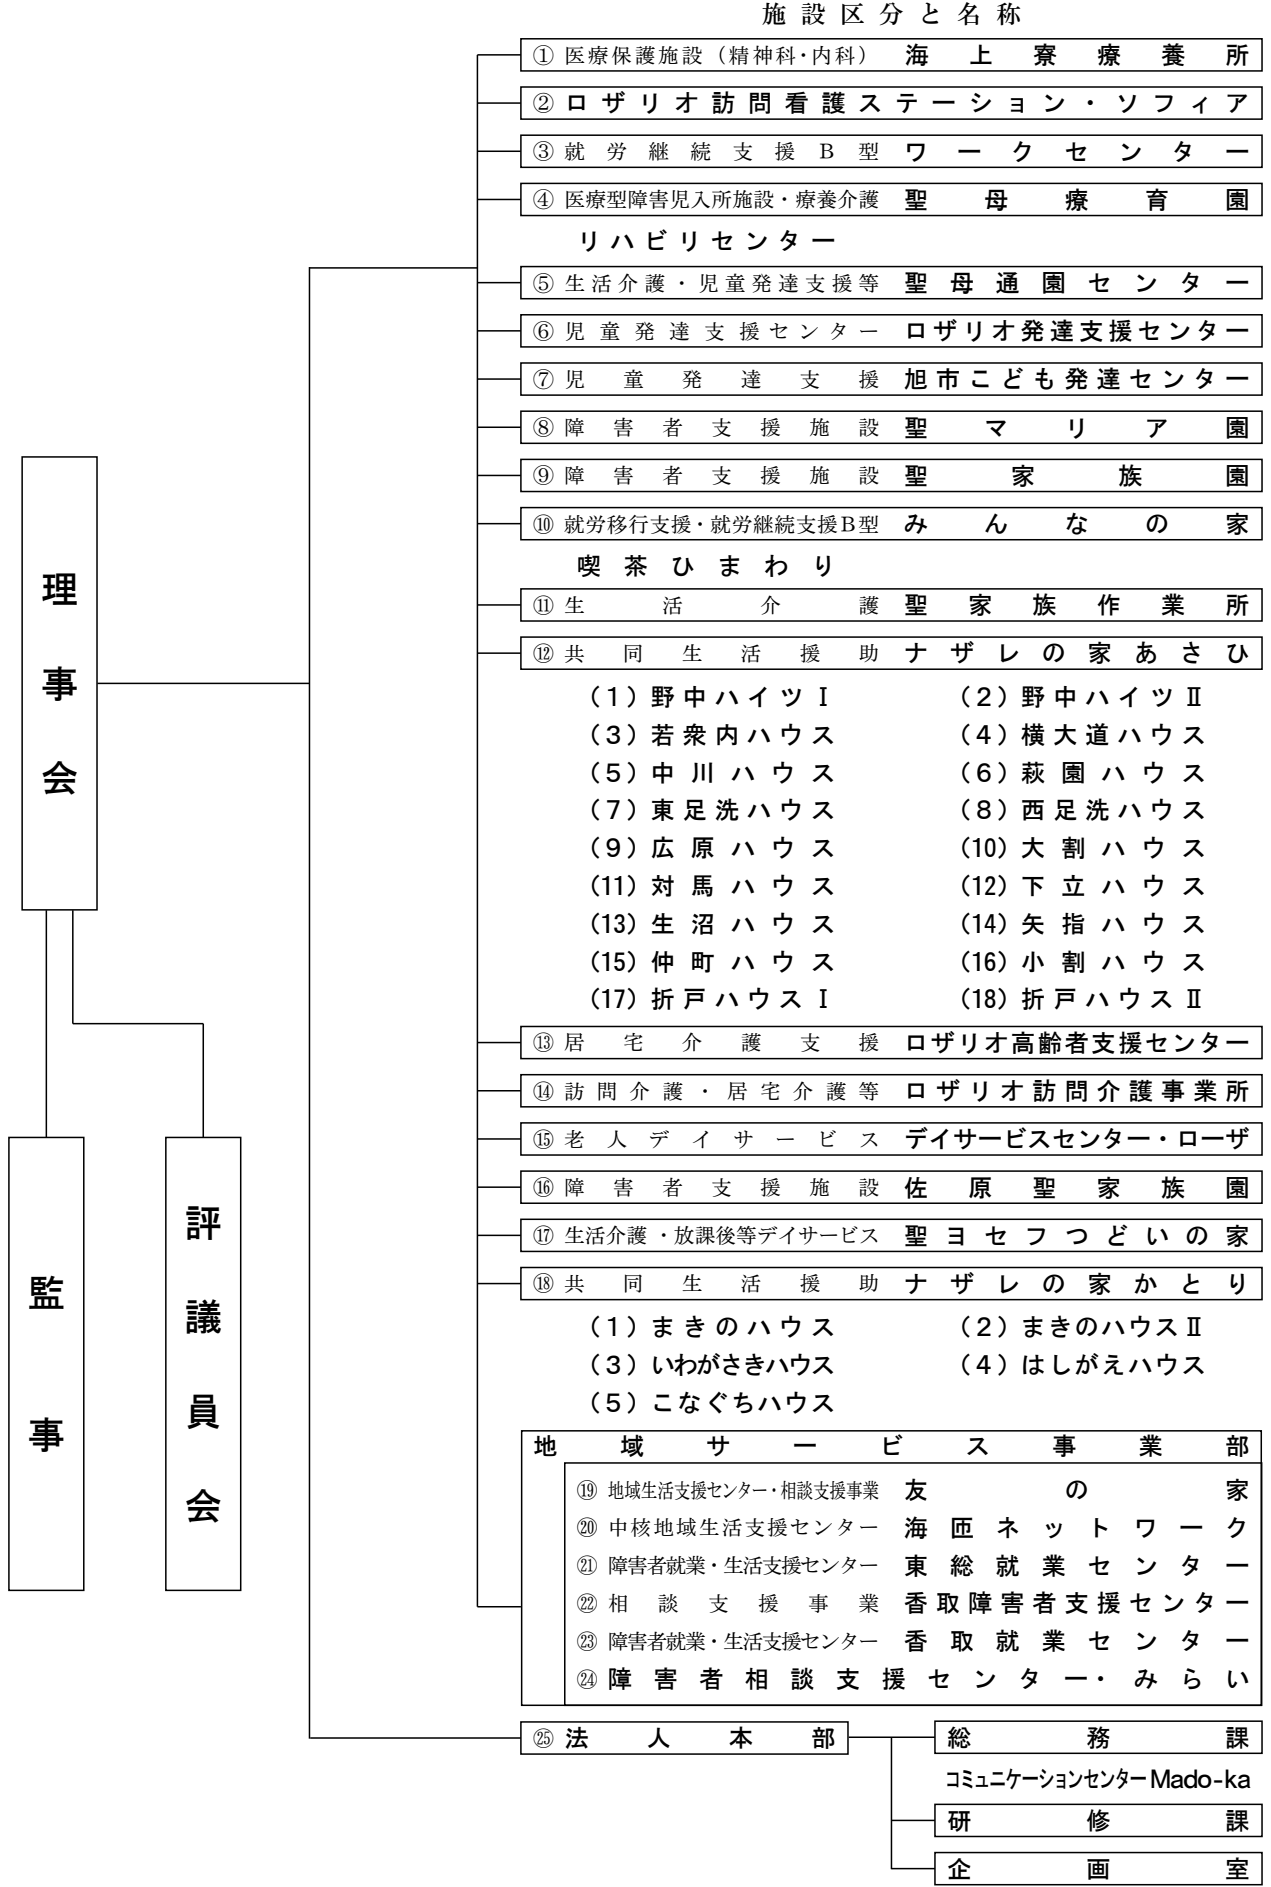 施設区分と名称
①医療保護施設（精神科・内科） 海上寮療養所
②ロザリオ訪問看護ステーション・ソフィア
③就労継続支援B型 ワークセンター
④医療型障害児入所施設・療養介護 聖母療育園
リハビリセンター
⑤生活介護・児童発達支援等 聖母通園センター
⑥児童発達支援センター ロザリオ発達支援センター
⑦児童発達支援 旭市こども発達センター
⑧障害者支援施設 聖マリア園
⑨障害者支援施設 聖家族園
⑩就労移行支援・就労継続支援B型 みんなの家
喫茶ひまわり
⑪生活介護 聖家族作業所
⑫共同生活援助 ナザレの家あさひ
（1）野中ハイツⅠ （2）野中ハイツⅡ
（3）若衆内ハウス （4）横大道ハウス
（5）中川ハウス （6）萩園ハウス
（7）東足洗ハウス （8）西足洗ハウス
（9）広原ハウス （10）大割ハウス
（11）対馬ハウス （12）下立ハウス
（13）生沼ハウス （14）矢指ハウス
（15）仲町ハウス （16）小割ハウス
（17）折戸ハウスⅠ （18）折戸ハウスⅡ
⑬居宅介護支援 ロザリオ高齢者支援センター
⑭訪問介護・居宅介護等 ロザリオ訪問介護事業所
⑮老人デイサービス デイサービスセンター・ローザ
⑯障害者支援施設 佐原聖家族園
⑰生活介護・放課後等デイサービス 聖ヨセフつどいの家
⑱共同生活援助 ナザレの家かとり
（1）まきのハウス （2）まきのハウスⅡ
（3）いわがさきハウス （4）はしがえハウス
（5）こなぐちハウス
地域サービス事業部
⑲地域生活支援センター・相談支援事業 友の家
⑳中核地域生活支援センター 海匝ネットワーク
㉑障害者就業・生活支援センター 東総就業センター
㉒相談支援事業 香取障害者支援センター
㉓障害者就業・生活支援センター 香取就業センター
㉔障害者相談支援センター・みらい
㉕法人本部
総務課
コミュニケーションセンターMado-ka
研修課
企画室
理事会
監事
評議員会